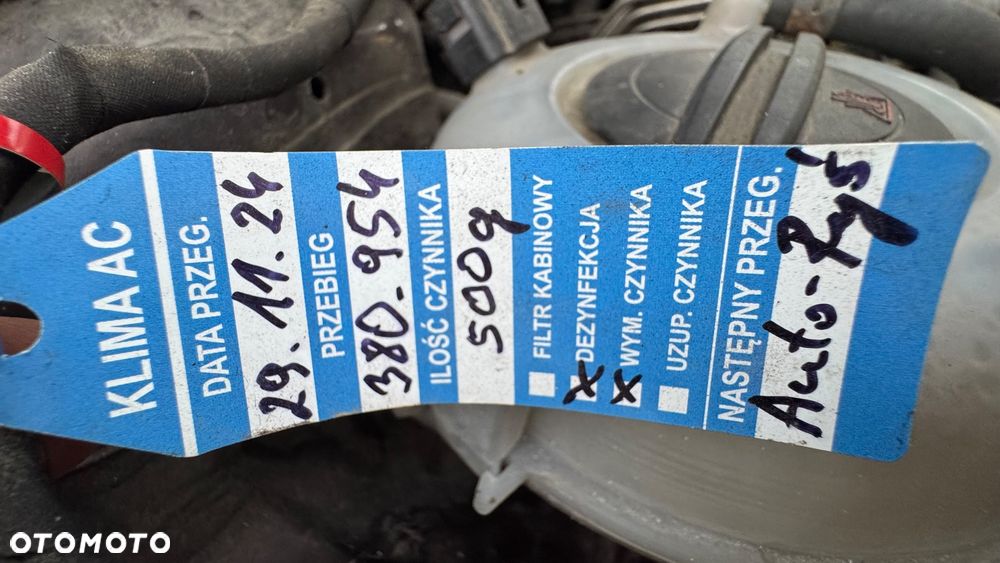 KLIMA AC
DATA PRZEG.
29.11.24
PRZEBIEG
380.954
ILOŚĆ CZYNNIKA
500g
FILTR KABINOWY
x DEZYNFEKCJA
x WYM. CZYNNIKA
UZUP. CZYNNIKA
NASTĘPNY PRZEG.
Auto-Ryś
OTOMOTO